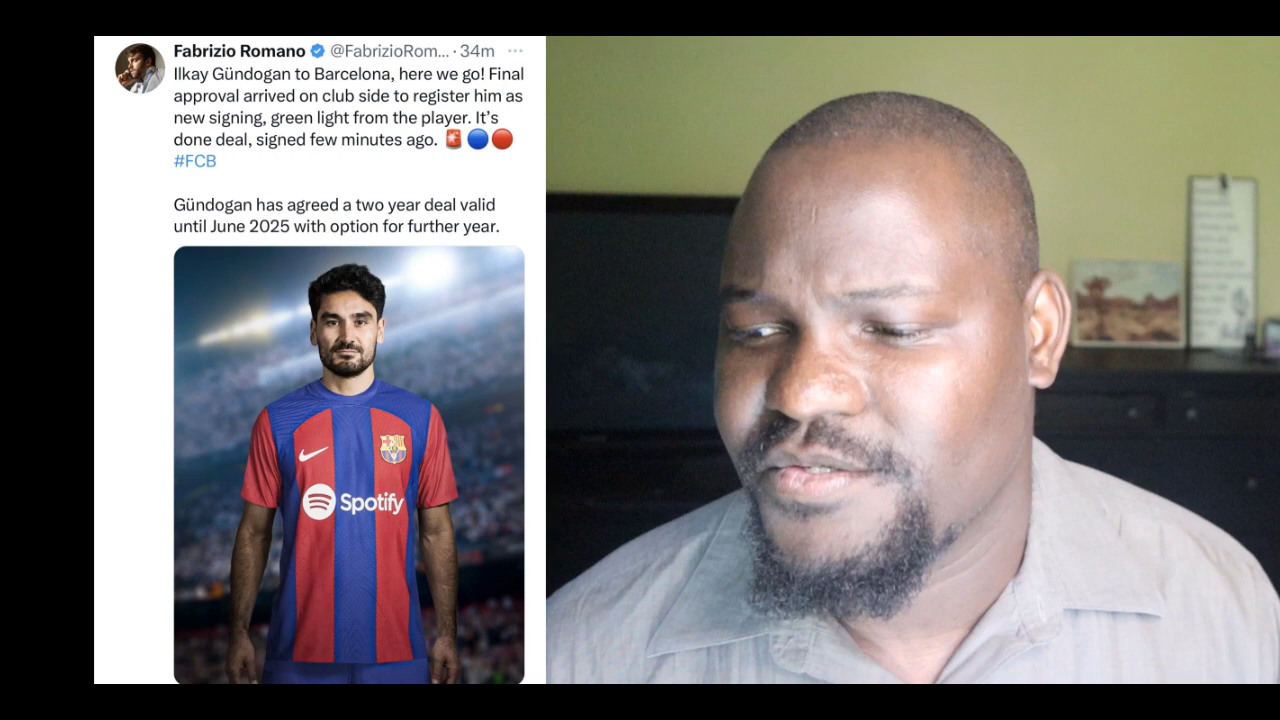 Fabrizio Romano @FabrizioRom... · 34m ...
Ilkay Gündogan to Barcelona, here we go! Final
approval arrived on club side to register him as
new signing, green light from the player. It’s
done deal, signed few minutes ago. 🚨🔵🔴
#FCB
Gündogan has agreed a two year deal valid
until June 2025 with option for further year.
Spotify